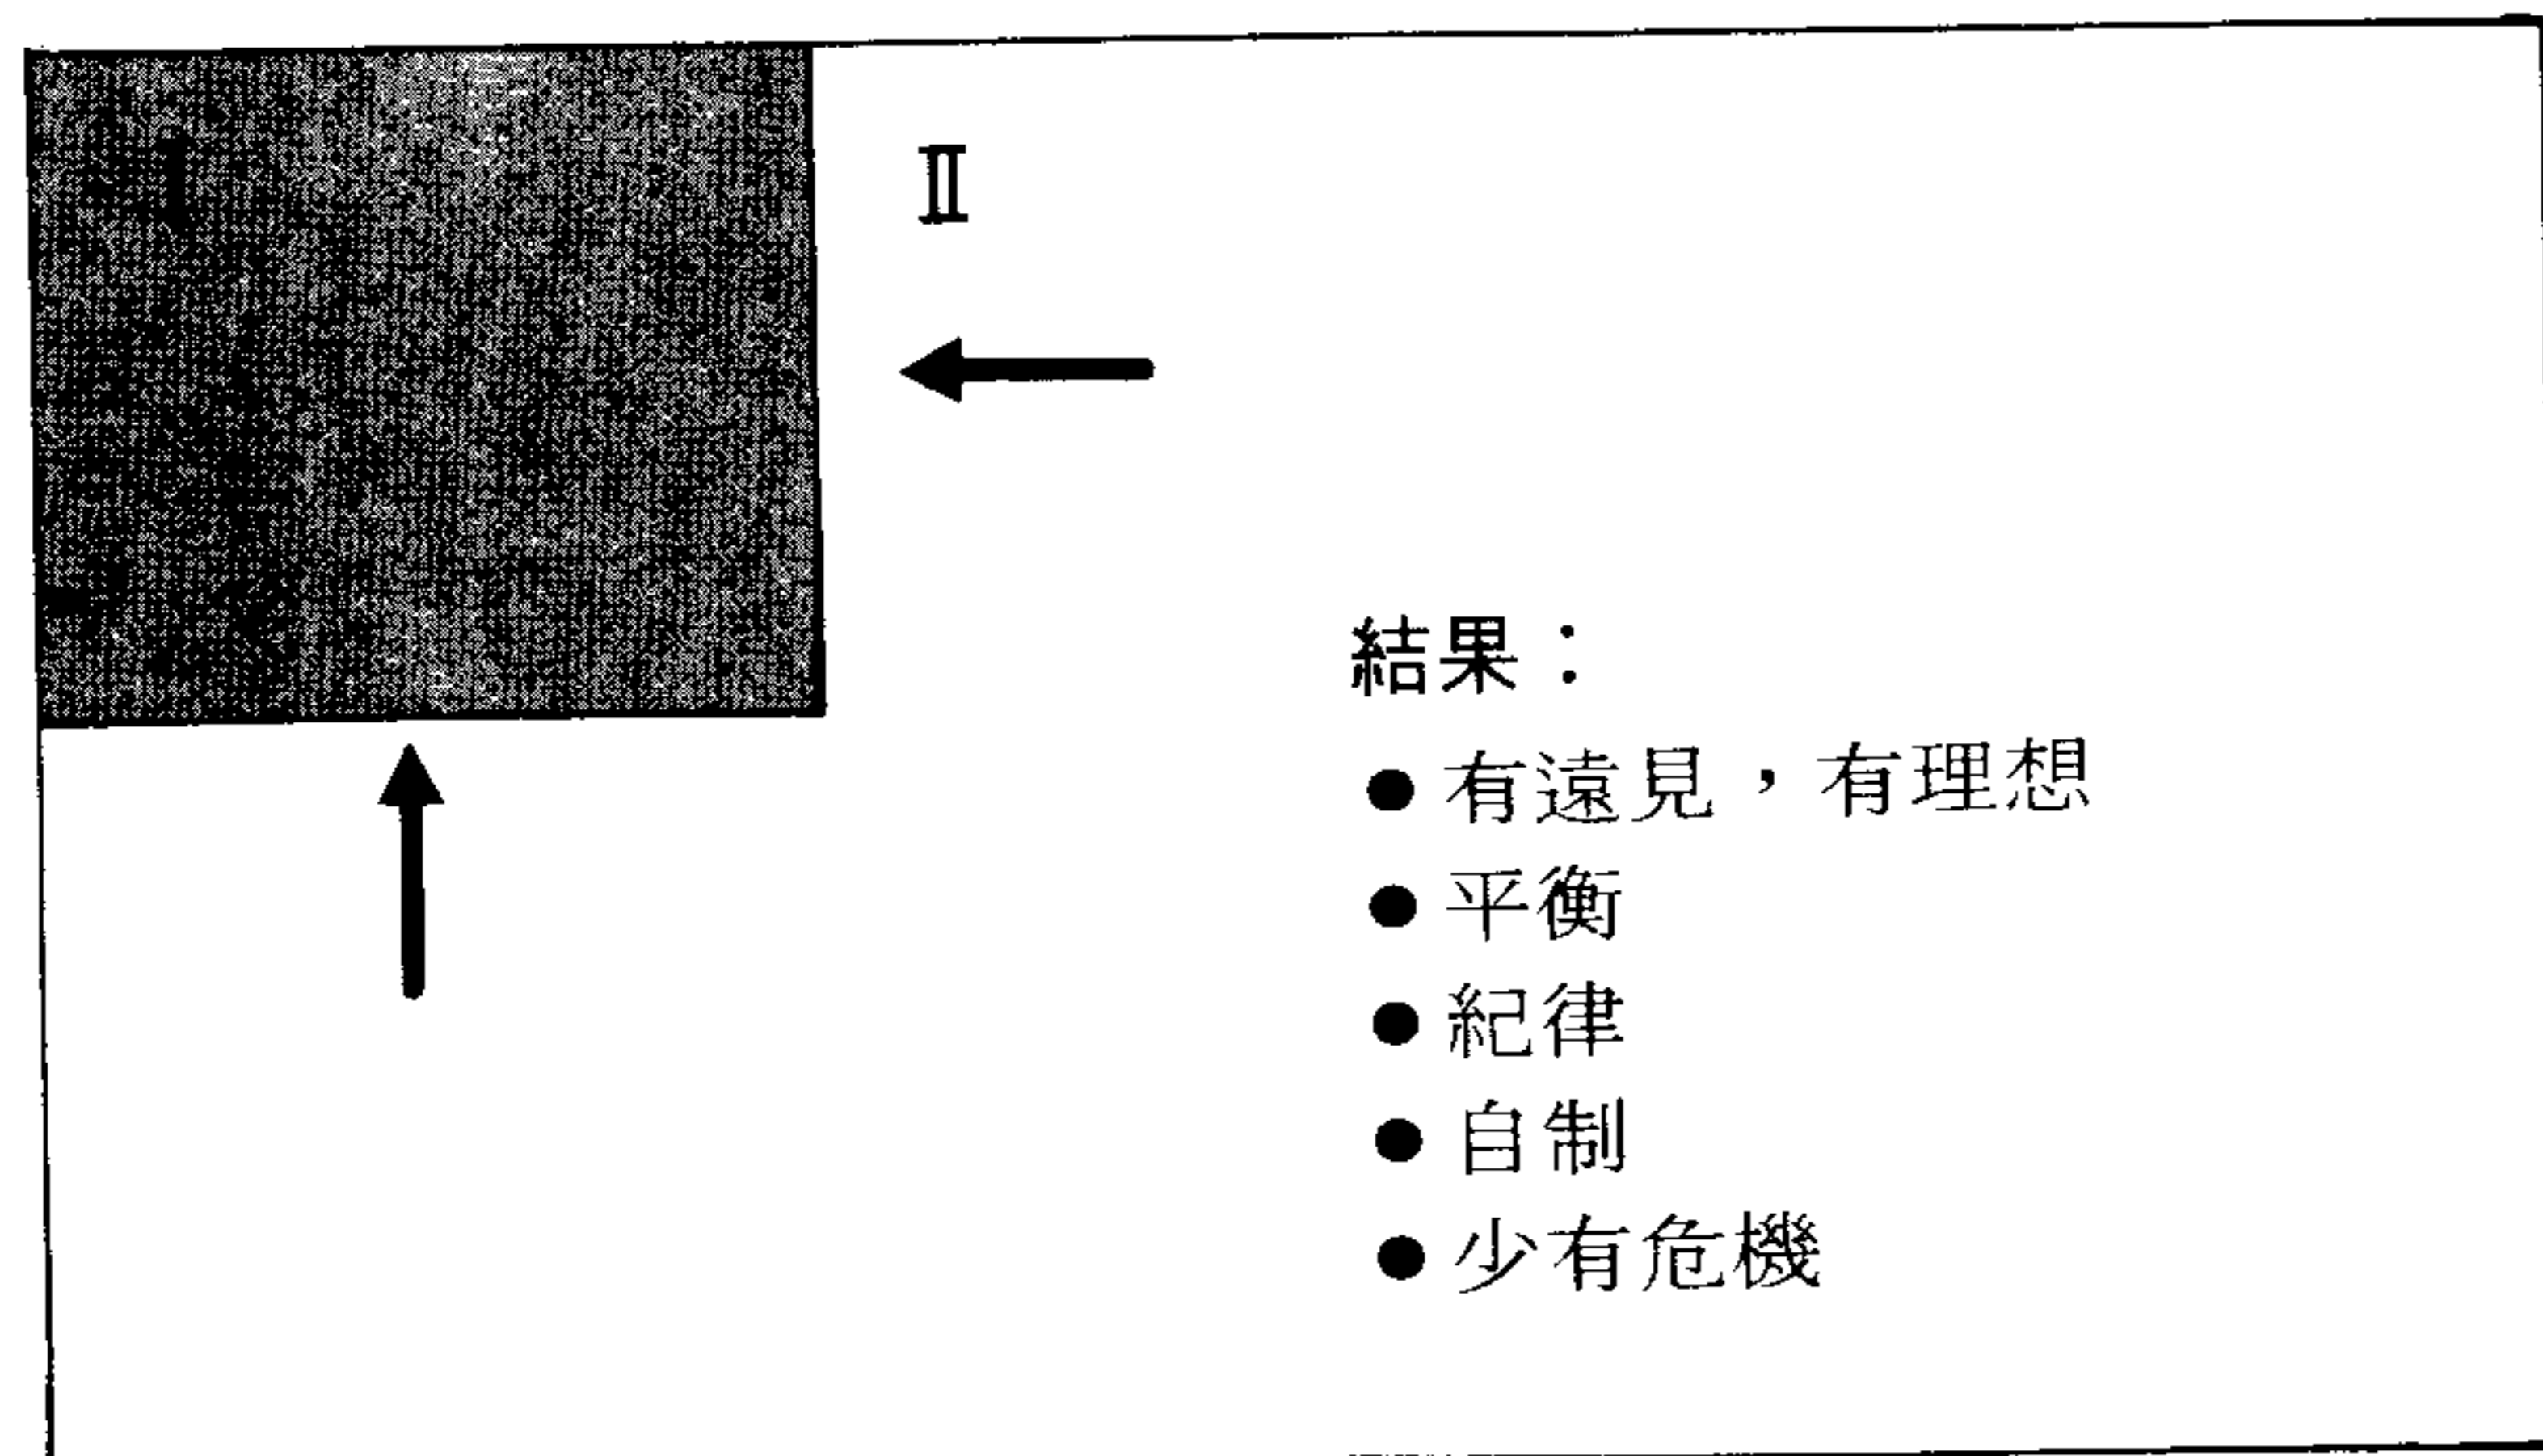 I
II
結果：
● 有遠見，有理想
● 平衡
● 紀律
● 自制
● 少有危機